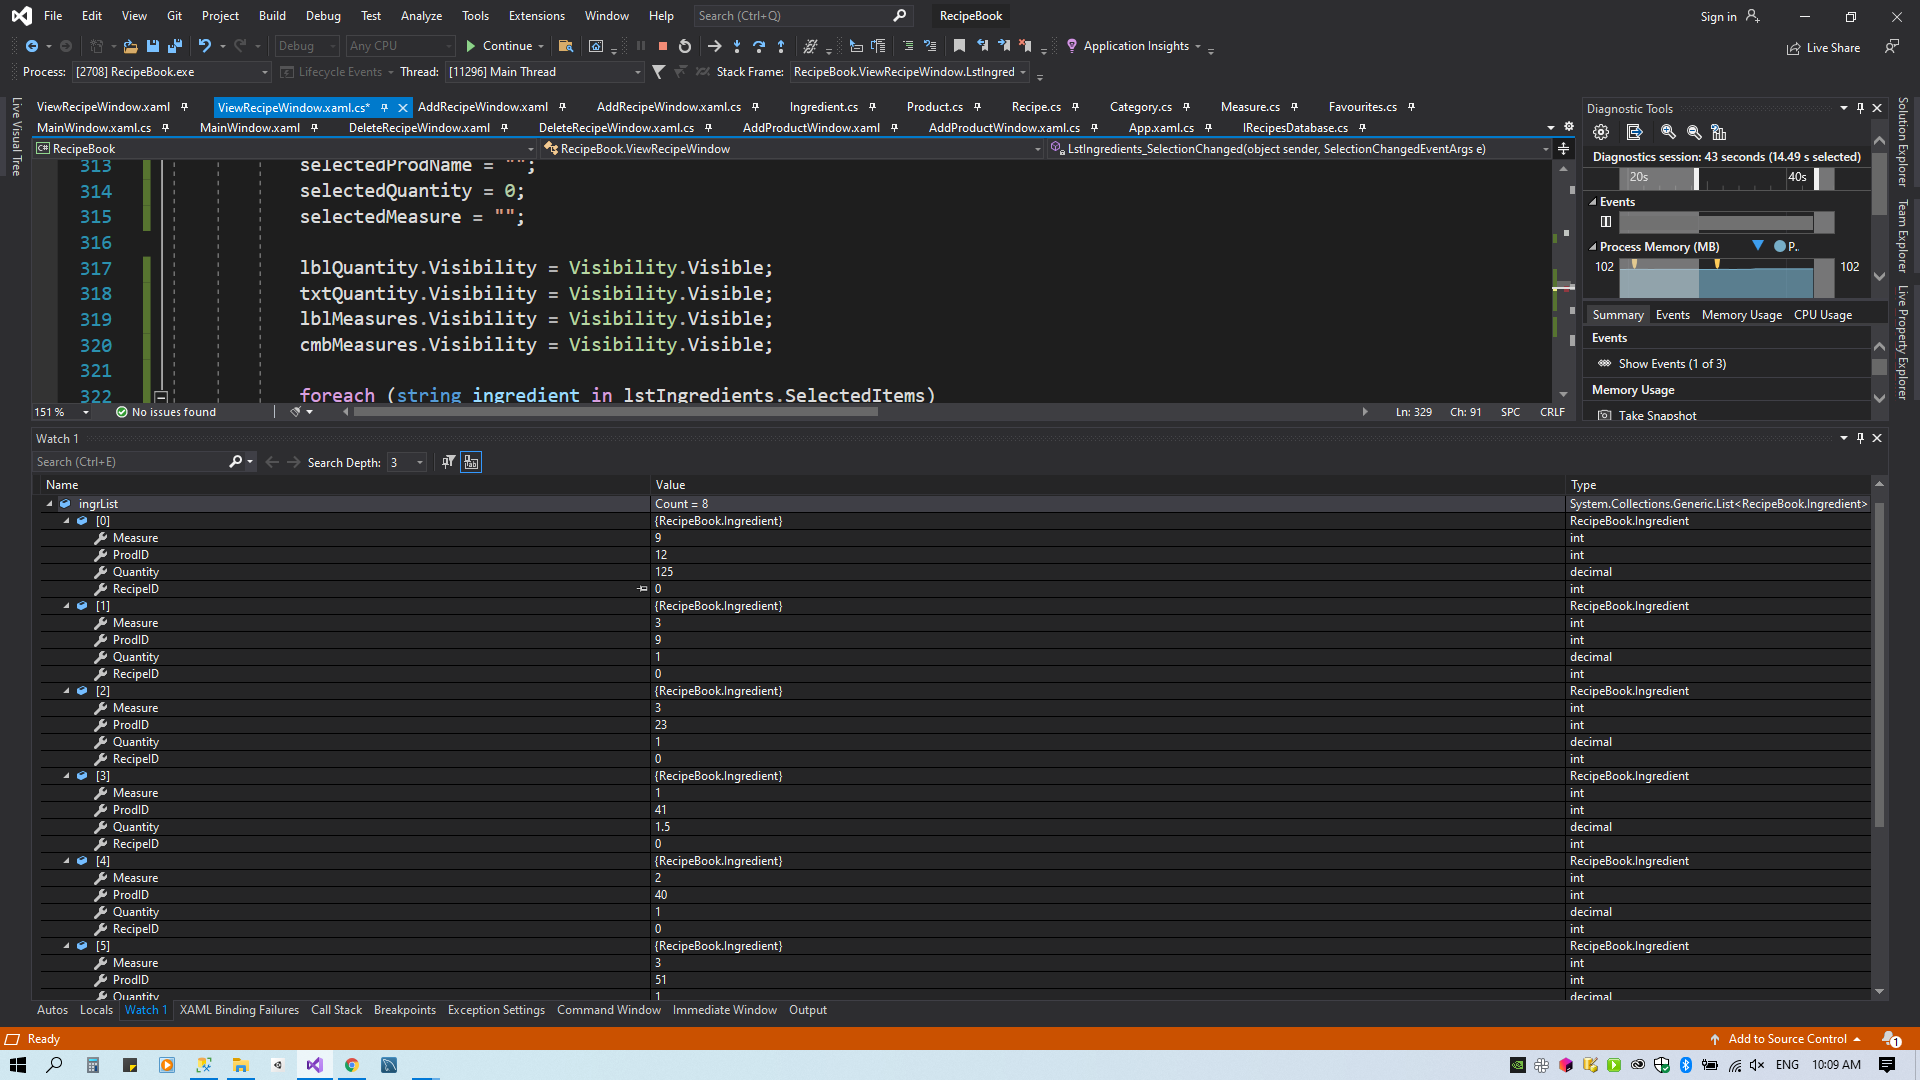 File Edit View Git Project Build Debug Test Analyze Tools Extensions Window Help Search (Ctrl+Q) RecipeBook Sign in
Debug Any CPU Continue Application Insights Live Share
Process: [2708] RecipeBook.exe Lifecycle Events Thread: [11296] Main Thread Stack Frame: RecipeBook.ViewRecipeWindow.LstIngred
ViewRecipeWindow.xaml ViewRecipeWindow.xaml.cs* AddRecipeWindow.xaml AddRecipeWindow.xaml.cs Ingredient.cs Product.cs Recipe.cs Category.cs Measure.cs Favourites.cs
MainWindow.xaml.cs MainWindow.xaml DeleteRecipeWindow.xaml DeleteRecipeWindow.xaml.cs AddProductWindow.xaml AddProductWindow.xaml.cs App.xaml.cs IRecipesDatabase.cs
C# RecipeBook RecipeBook.ViewRecipeWindow LstIngredients_SelectionChanged(object sender, SelectionChangedEventArgs e)
Live Visual Tree
313 selectedProdName = "";
314 selectedQuantity = 0;
315 selectedMeasure = "";
316
317 lblQuantity.Visibility = Visibility.Visible;
318 txtQuantity.Visibility = Visibility.Visible;
319 lblMeasures.Visibility = Visibility.Visible;
320 cmbMeasures.Visibility = Visibility.Visible;
321
322 foreach (string ingredient in lstIngredients.SelectedItems)
151 % No issues found Ln: 329 Ch: 91 SPC CRLF
Diagnostic Tools
Diagnostics session: 43 seconds (14.49 s selected)
20s 40s
Events
Process Memory (MB) P..
102 102
Summary Events Memory Usage CPU Usage
Events
Show Events (1 of 3)
Memory Usage
Take Snapshot
Solution Explorer
Team Explorer
Live Property Explorer
Watch 1
Search (Ctrl+E) Search Depth: 3
Name Value Type
ingrList Count = 8 System.Collections.Generic.List<RecipeBook.Ingredient>
[0] {RecipeBook.Ingredient} RecipeBook.Ingredient
Measure 9 int
ProdID 12 int
Quantity 125 decimal
RecipeID 0 int
[1] {RecipeBook.Ingredient} RecipeBook.Ingredient
Measure 3 int
ProdID 9 int
Quantity 1 decimal
RecipeID 0 int
[2] {RecipeBook.Ingredient} RecipeBook.Ingredient
Measure 3 int
ProdID 23 int
Quantity 1 decimal
RecipeID 0 int
[3] {RecipeBook.Ingredient} RecipeBook.Ingredient
Measure 1 int
ProdID 41 int
Quantity 1.5 decimal
RecipeID 0 int
[4] {RecipeBook.Ingredient} RecipeBook.Ingredient
Measure 2 int
ProdID 40 int
Quantity 1 decimal
RecipeID 0 int
[5] {RecipeBook.Ingredient} RecipeBook.Ingredient
Measure 3 int
ProdID 51 int
Quantity 1 decimal
Autos Locals Watch 1 XAML Binding Failures Call Stack Breakpoints Exception Settings Command Window Immediate Window Output
Ready Add to Source Control 1
ENG 10:09 AM